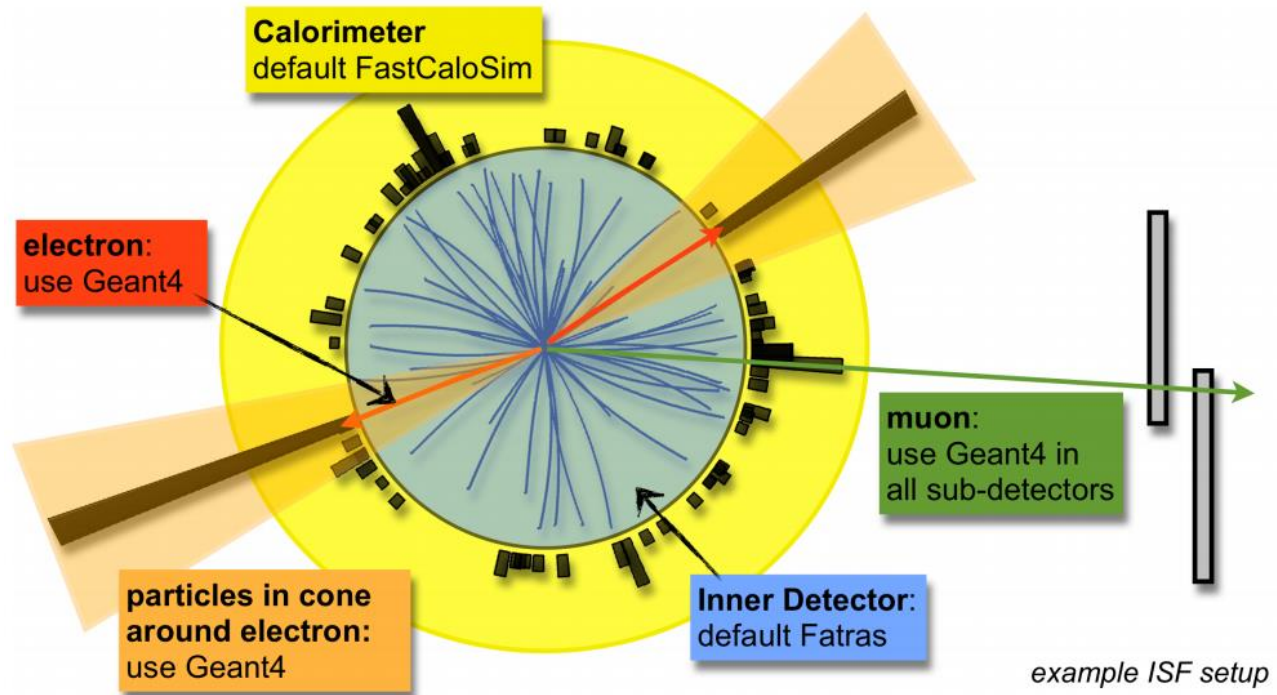 Calorimeter
default FastCaloSim
electron:
use Geant4
muon:
use Geant4 in
all sub-detectors
particles in cone
around electron:
use Geant4
Inner Detector:
default Fatras
example ISF setup